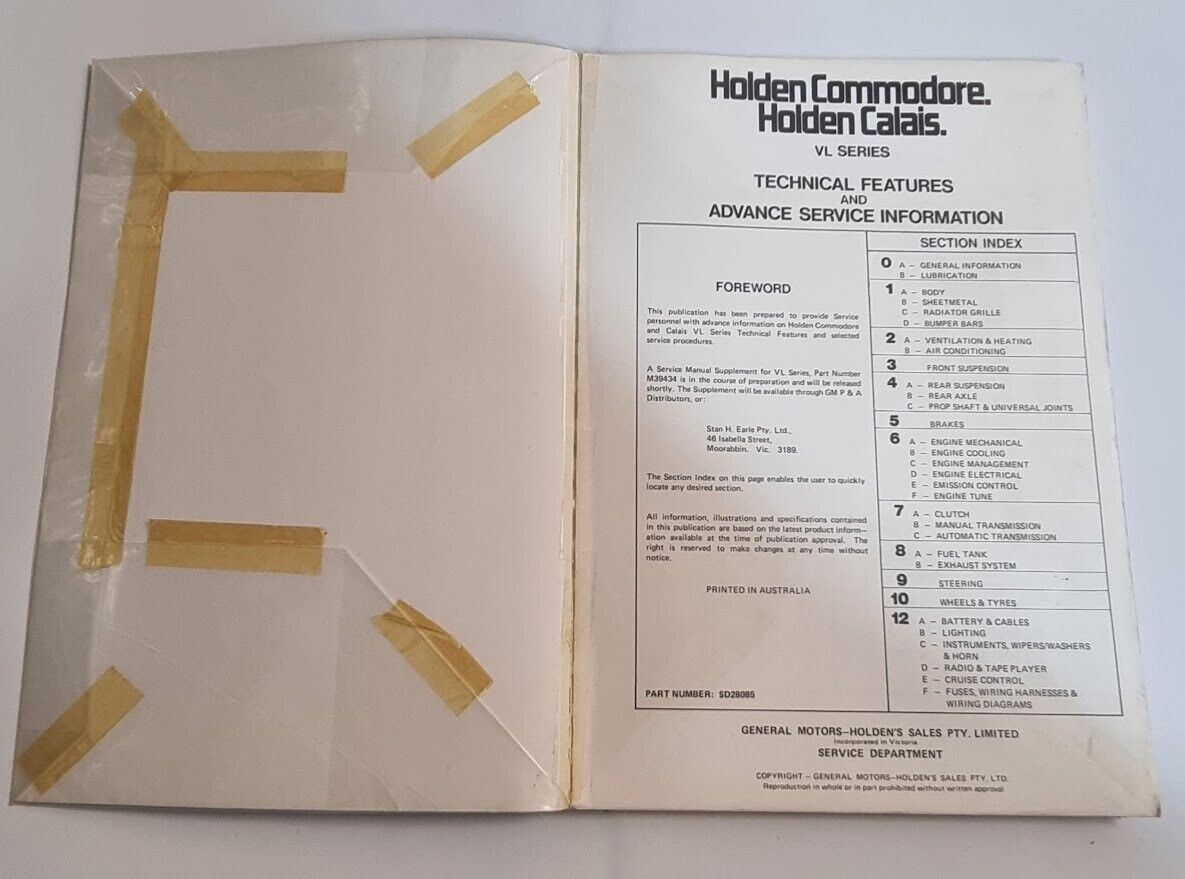 Holden Commodore.
Holden Calais.
VL SERIES
TECHNICAL FEATURES
AND
ADVANCE SERVICE INFORMATION
FOREWORD
This publication has been prepared to provide Service
personnel with advance information on Holden Commodore
and Calais VL Series Technical Features and selected
service procedures.
A Service Manual Supplement for VL Series, Part Number
M39434 is in the course of preparation and will be released
shortly. The Supplement will be available through GM P & A
Distributors, or:
Stan H. Earle Pty. Ltd.,
46 Isabella Street,
Moorabbin. Vic. 3189.
The Section Index on this page enables the user to quickly
locate any desired section.
All information, illustrations and specifications contained
in this publication are based on the latest product inform—
ation available at the time of publication approval. The
right is reserved to make changes at any time without
notice.
PRINTED IN AUSTRALIA
PART NUMBER: SD28085
SECTION INDEX
0 A – GENERAL INFORMATION
B – LUBRICATION
1 A – BODY
B – SHEETMETAL
C – RADIATOR GRILLE
D – BUMPER BARS
2 A – VENTILATION & HEATING
B – AIR CONDITIONING
3 FRONT SUSPENSION
4 A – REAR SUSPENSION
B – REAR AXLE
C – PROP SHAFT & UNIVERSAL JOINTS
5 BRAKES
6 A – ENGINE MECHANICAL
B – ENGINE COOLING
C – ENGINE MANAGEMENT
D – ENGINE ELECTRICAL
E – EMISSION CONTROL
F – ENGINE TUNE
7 A – CLUTCH
B – MANUAL TRANSMISSION
C – AUTOMATIC TRANSMISSION
8 A – FUEL TANK
B – EXHAUST SYSTEM
9 STEERING
10 WHEELS & TYRES
12 A – BATTERY & CABLES
B – LIGHTING
C – INSTRUMENTS, WIPERS/WASHERS
& HORN
D – RADIO & TAPE PLAYER
E – CRUISE CONTROL
F – FUSES, WIRING HARNESSES &
WIRING DIAGRAMS
GENERAL MOTORS—HOLDEN'S SALES PTY. LIMITED
Incorporated in Victoria
SERVICE DEPARTMENT
COPYRIGHT – GENERAL MOTORS—HOLDEN'S SALES PTY. LTD.
Reproduction in whole or in part prohibited without written approval